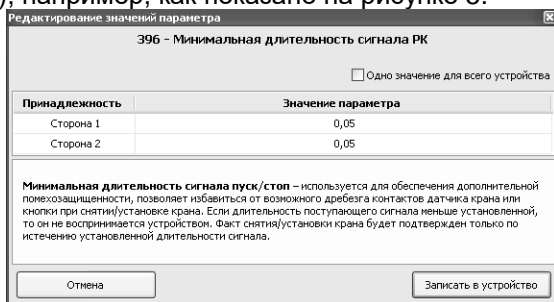 ), например, как показано на рисунке
Редактирование значений параметра
396 - Минимальная длительность сигнала РК
Одно значение для всего устройства
Принадлежность Значение параметра
Сторона 1 0,05
Сторона 2 0,05
Минимальная длительность сигнала пуск/стоп – используется для обеспечения дополнительной
помехозащищенности, позволяет избавиться от возможного дребезга контактов датчика крана или
кнопки при снятии/установке крана. Если длительность поступающего сигнала меньше установленной,
то он не воспринимается устройством. Факт снятия/установки крана будет подтвержден только по
истечению установленной длительности сигнала.
Отмена Записать в устройство